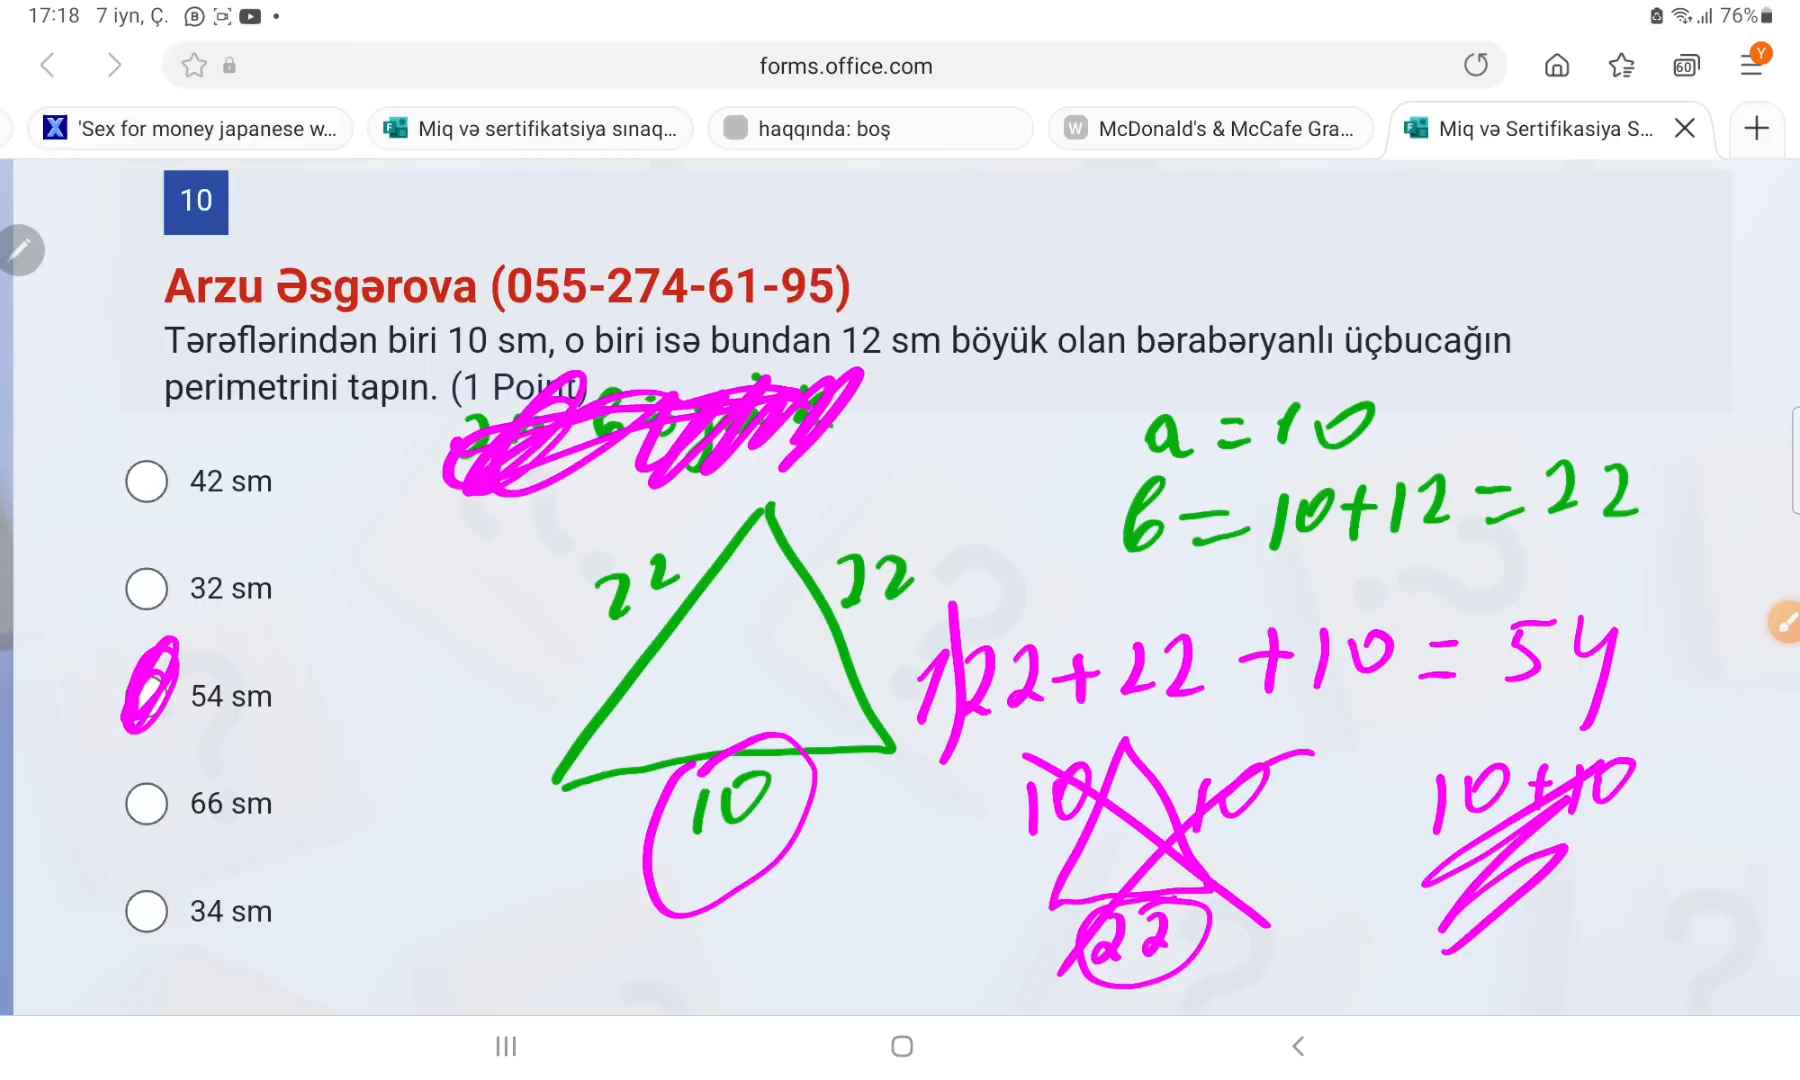 17:18 7 iyn, Ç. 76%
forms.office.com
60 Y
X 'Sex for money japanese w... Miq və sertifikatsiya sınaq... haqqında: boş W McDonald's & McCafe Gra... Miq və Sertifikasiya S...
10
Arzu Əsgərova (055-274-61-95)
Tərəflərindən biri 10 sm, o biri isə bundan 12 sm böyük olan bərabəryanlı üçbucağın
perimetrini tapın. (1 Point)
a = 10
42 sm
b = 10+12 = 22
22 22
32 sm
22+22+10=54
54 sm
10
10 10 10+10
66 sm
34 sm
22